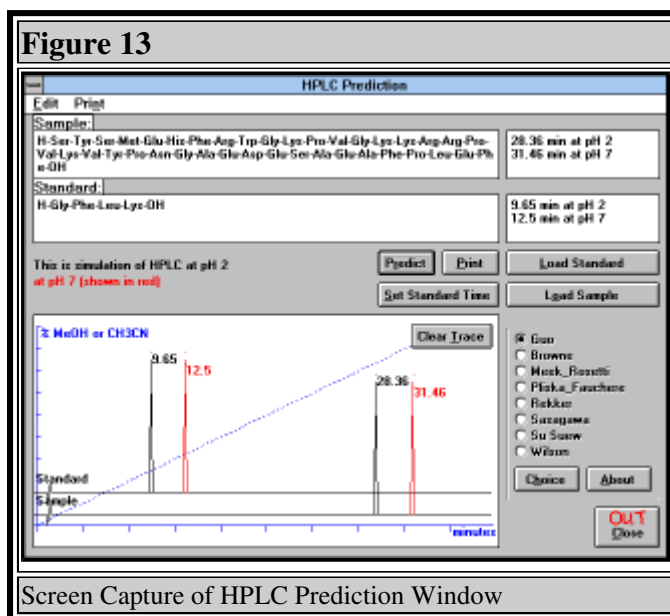 Figure 13
HPLC Prediction
Edit Print
Sample:
H-Ser-Tyr-Ser-Met-Glu-His-Phe-Arg-Trp-Gly-Lys-Pro-Val-Gly-Lys-Lys-Arg-Arg-Pro-
Val-Lys-Val-Tyr-Pro-Asn-Gly-Ala-Glu-Asp-Glu-Ser-Ala-Glu-Ala-Phe-Pro-Leu-Glu-Ph
e-OH
28.36 min at pH 2
31.46 min at pH 7
Standard:
H-Gly-Phe-Leu-Lys-OH
9.65 min at pH 2
12.5 min at pH 7
This is simulation of HPLC at pH 2
at pH 7 (shown in red)
Predict Print Load Standard
Set Standard Time Load Sample
% MeOH or CH3CN
Clear Trace
9.65
12.5
28.36
31.46
Standard
Sample
minutes
Guo
Browne
Meek_Rosetti
Pliska_Fauchere
Rekker
Sasagawa
Su Suew
Wilson
Choice About
OUT
Close
Screen Capture of HPLC Prediction Window